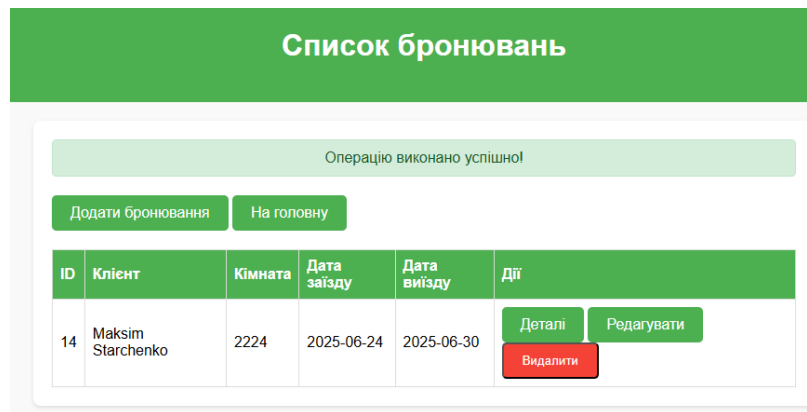 Список бронювань
Операцію виконано успішно!
Додати бронювання На головну
ID Клієнт Кімната Дата заїзду Дата виїзду Дії
14 Maksim Starchenko 2224 2025-06-24 2025-06-30 Деталі Редагувати
Видалити